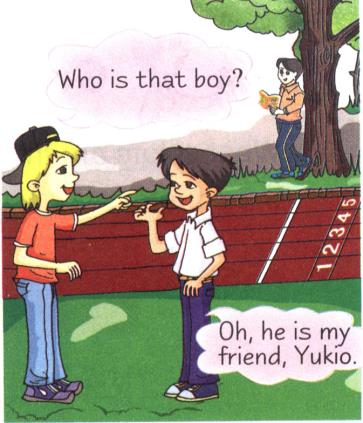 Who is that boy?
1 2 3 4 5
Oh, he is my
friend, Yukio.